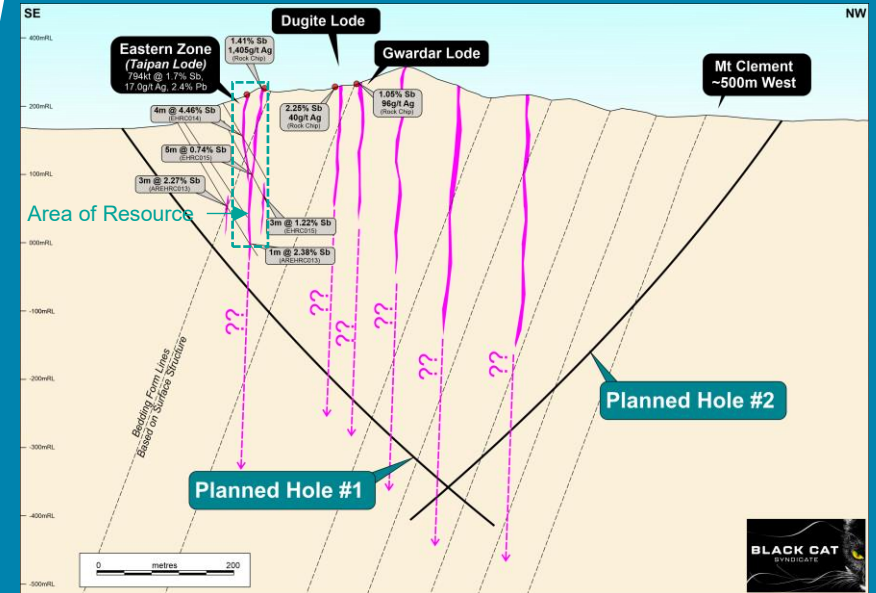 SE
NW
Dugite Lode
Gwardar Lode
Eastern Zone
(Taipan Lode)
794kt @ 1.7% Sb,
17.0g/t Ag, 2.4% Pb
1.41% Sb
1,405g/t Ag
(Rock Chip)
Mt Clement
~500m West
2.25% Sb
40g/t Ag
(Rock Chip)
1.05% Sb
96g/t Ag
(Rock Chip)
4m @ 4.46% Sb
(EHRC014)
5m @ 0.74% Sb
(EHRC015)
3m @ 2.27% Sb
(AREHRC013)
Area of Resource
3m @ 1.22% Sb
(EHRC015)
1m @ 2.38% Sb
(AREHRC013)
400mRL
200mRL
100mRL
000mRL
-100mRL
-200mRL
-300mRL
-400mRL
-500mRL
??
??
??
??
??
??
Bedding Form Lines
Based on Surface Structure
Planned Hole #2
Planned Hole #1
0 metres 200
BLACK CAT
SYNDICATE